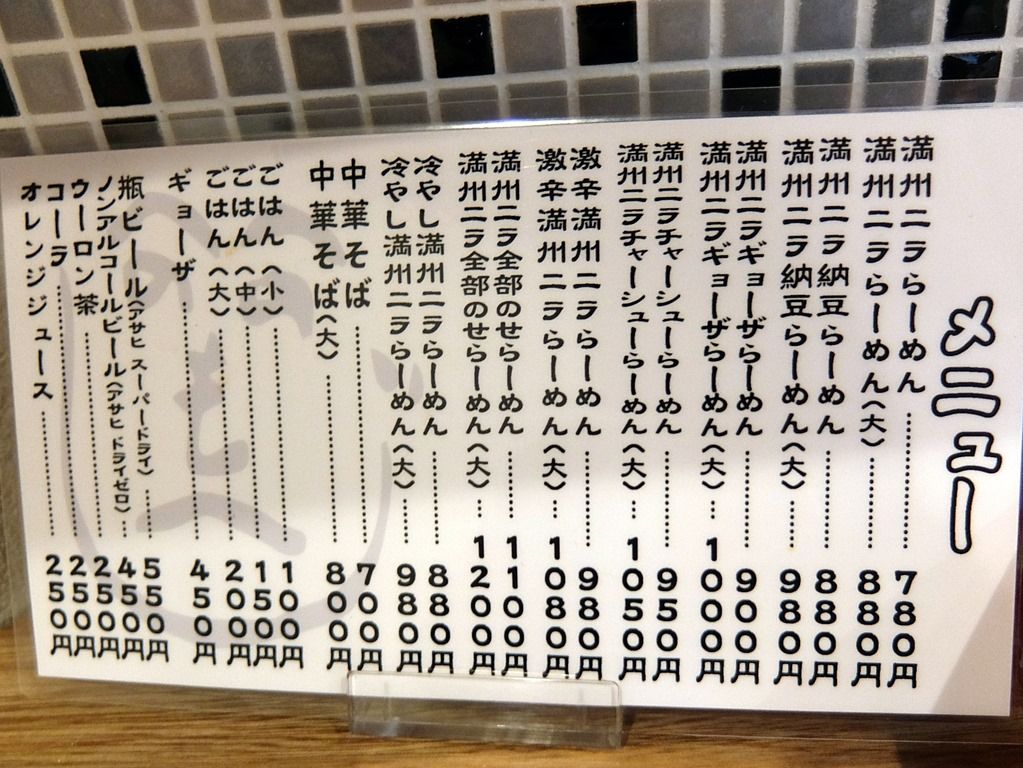 メニュー
満州ニラらーめん……780円
満州ニラらーめん(大)……880円
満州ニラ納豆らーめん……880円
満州ニラ納豆らーめん(大)……980円
満州ニラギョーザらーめん……900円
満州ニラギョーザらーめん(大)…1000円
満州ニラチャーシューらーめん……950円
満州ニラチャーシューらーめん(大)…1050円
激辛満州ニラらーめん……980円
激辛満州ニラらーめん(大)…1080円
満州ニラ全部のせらーめん……1100円
満州ニラ全部のせらーめん(大)…1200円
冷やし満州ニラらーめん……880円
冷やし満州ニラらーめん(大)……980円
中華そば……700円
中華そば(大)……800円
ごはん(小)……100円
ごはん(中)……150円
ごはん(大)……200円
ギョーザ……450円
瓶ビール(アサヒ スーパードライ)……550円
ノンアルコールビール(アサヒ ドライゼロ)…450円
ウーロン茶……250円
コーラ……250円
オレンジジュース……250円